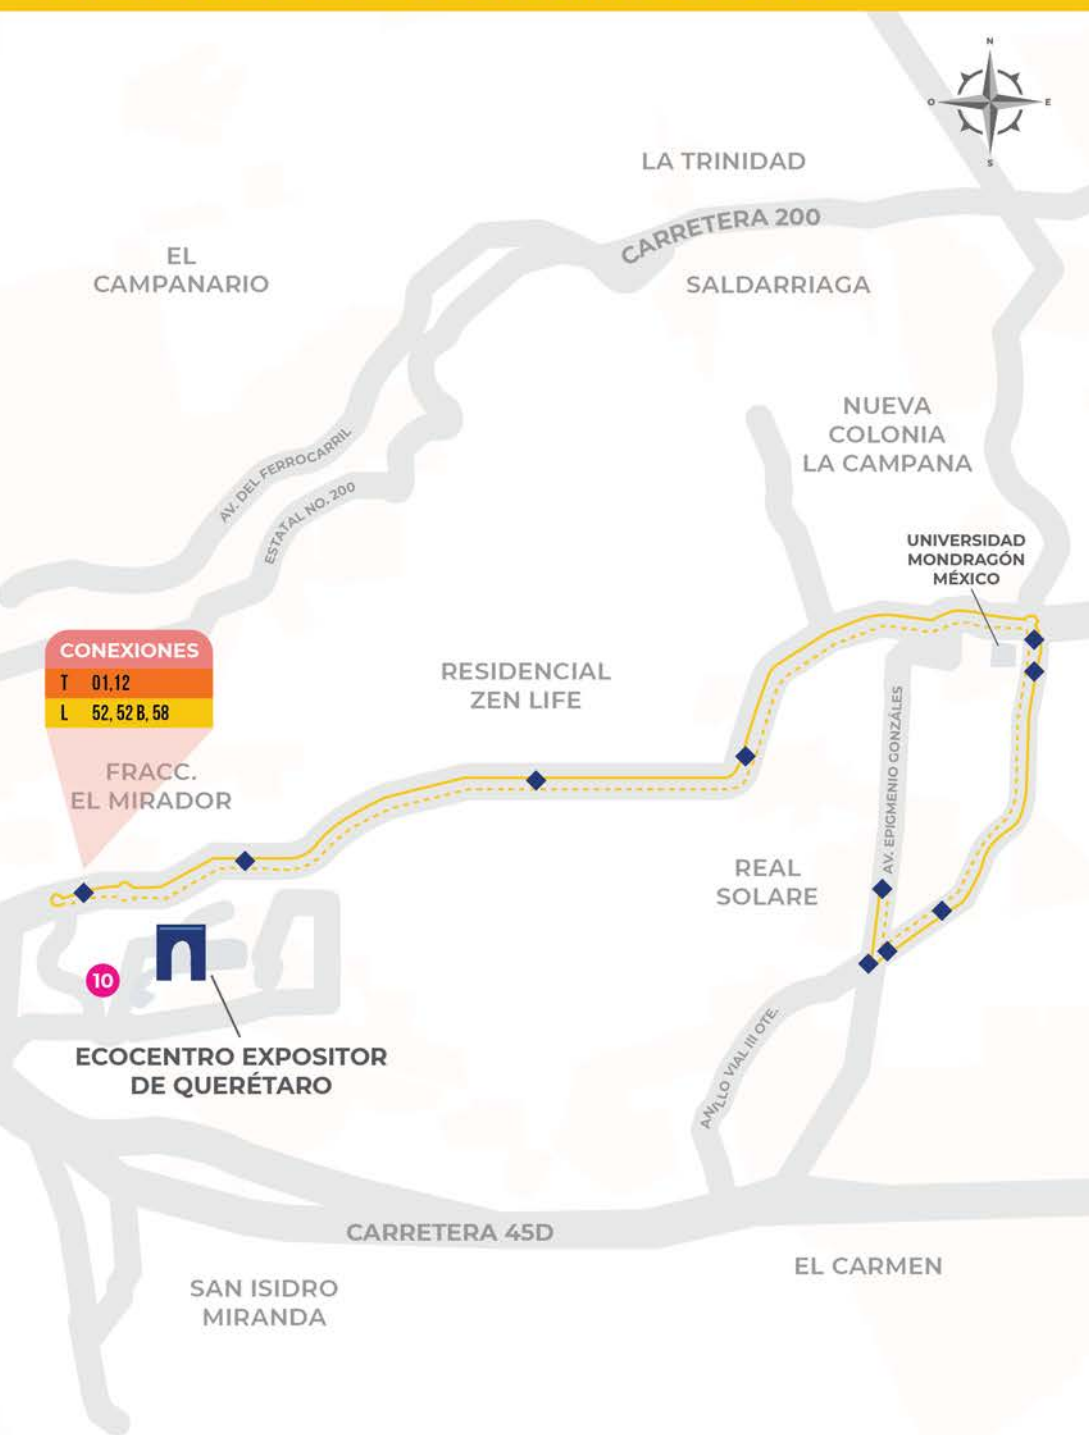 N
O
E
S
LA TRINIDAD
CARRETERA 200
EL
CAMPANARIO
SALDARRIAGA
NUEVA
COLONIA
LA CAMPANA
AV. DEL FERROCARRIL
ESTATAL NO. 200
UNIVERSIDAD
MONDRAGÓN
MÉXICO
CONEXIONES
T 01,12
L 52, 52 B, 58
RESIDENCIAL
ZEN LIFE
FRACC.
EL MIRADOR
AV. EPIGMENIO GONZÁLES
REAL
SOLARE
10
ECOCENTRO EXPOSITOR
DE QUERÉTARO
ANILLO VIAL III OTE.
CARRETERA 45D
EL CARMEN
SAN ISIDRO
MIRANDA